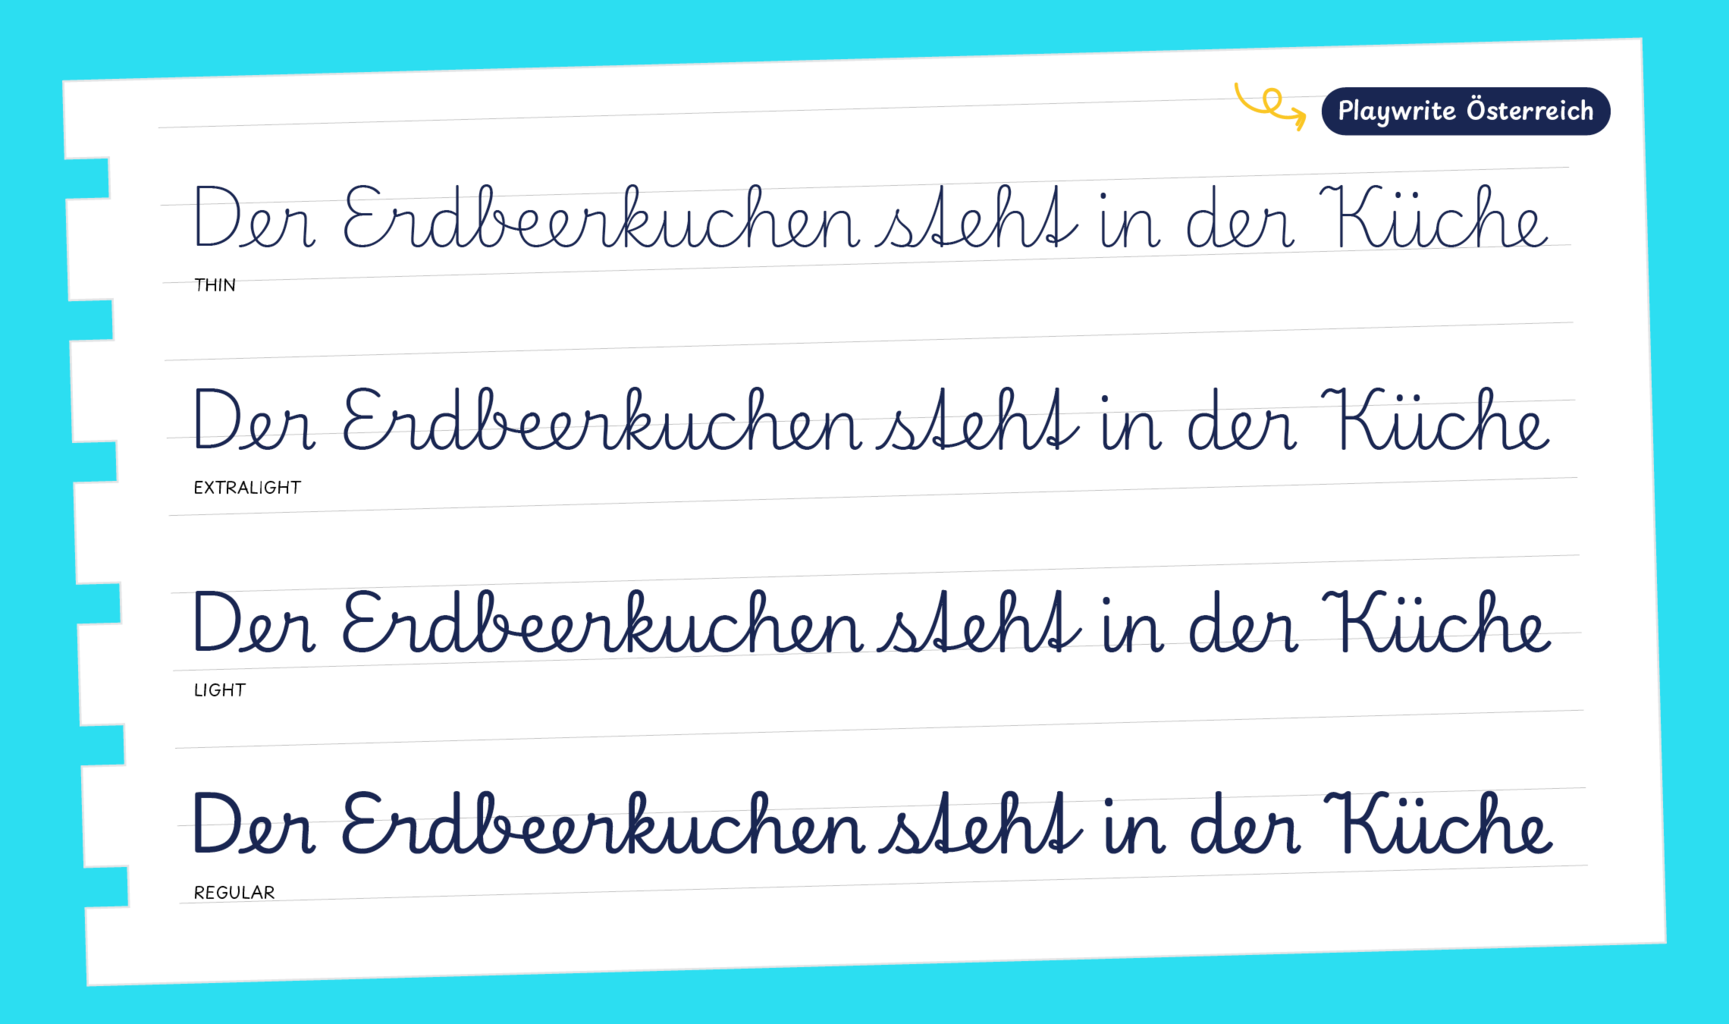 Playwrite Österreich
Der Erdbeerkuchen steht in der Küche
THIN
Der Erdbeerkuchen steht in der Küche
EXTRALIGHT
Der Erdbeerkuchen steht in der Küche
LIGHT
Der Erdbeerkuchen steht in der Küche
REGULAR